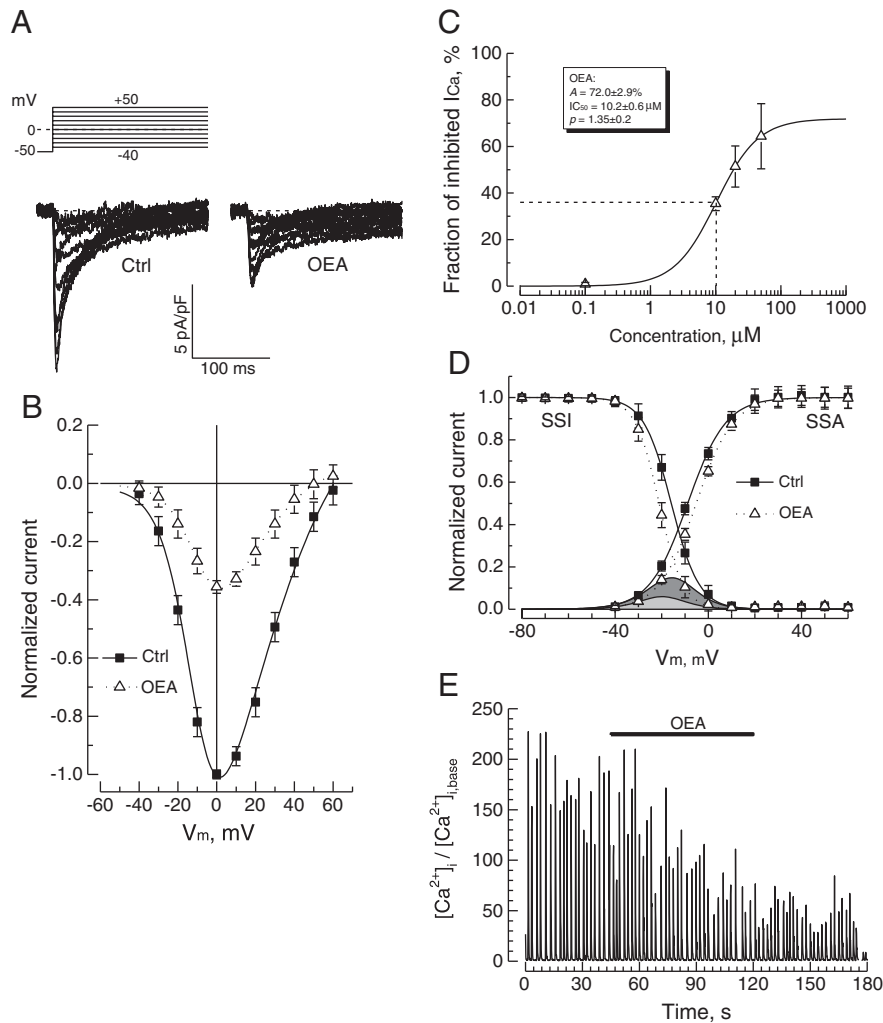 A
mV
+50
0
-50
-40
Ctrl
OEA
5 pA/pF
100 ms
B
0.2
0.0
-0.2
-0.4
-0.6
-0.8
-1.0
Normalized current
Ctrl
OEA
-60 -40 -20 0 20 40 60
Vm, mV
C
100
80
60
40
20
0
Fraction of inhibited ICa, %
OEA:
A = 72.0±2.9%
IC50 = 10.2±0.6 µM
p = 1.35±0.2
0.01 0.1 1 10 100 1000
Concentration, µM
D
1.0
0.8
0.6
0.4
0.2
0.0
Normalized current
SSI
SSA
Ctrl
OEA
-80 -40 0 40
Vm, mV
E
250
200
150
100
50
0
[Ca2+]i / [Ca2+]i,base
OEA
0 30 60 90 120 150 180
Time, s